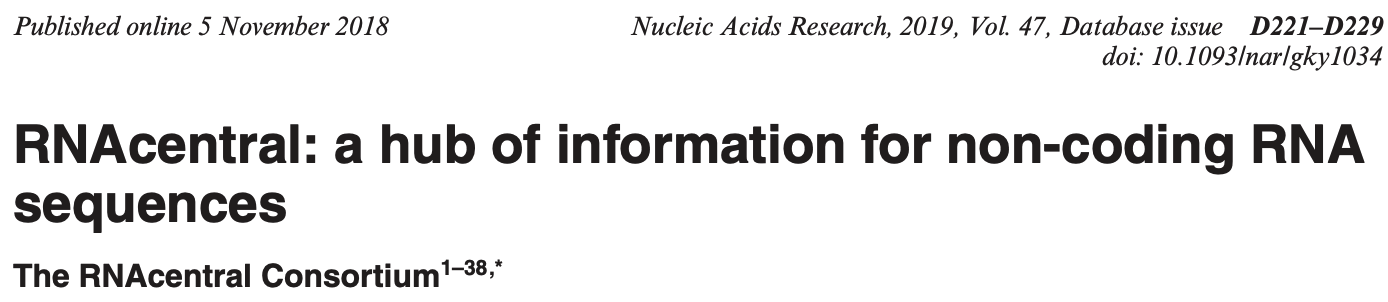 Published online 5 November 2018
Nucleic Acids Research, 2019, Vol. 47, Database issue D221–D229
doi: 10.1093/nar/gky1034
RNAcentral: a hub of information for non-coding RNA
sequences
The RNAcentral Consortium1–38,*